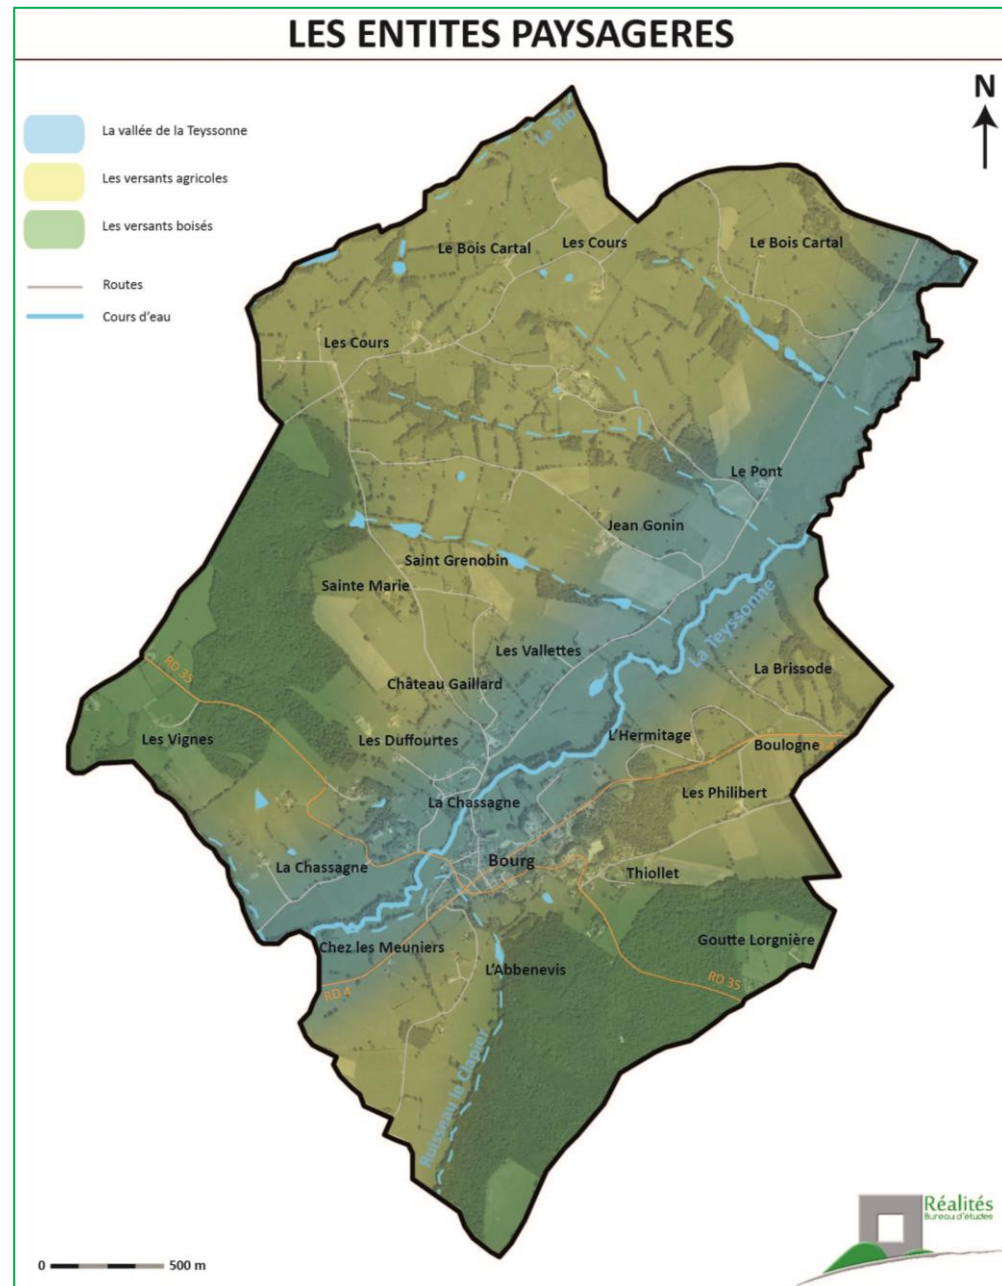 LES ENTITES PAYSAGERES
N
La vallée de la Teyssonne
Les versants agricoles
Les versants boisés
Routes
Cours d'eau
Le Rio
Le Bois Cartal
Les Cours
Le Bois Cartal
Les Cours
Le Pont
Jean Gonin
Saint Grenobin
Sainte Marie
La Teyssonne
Les Vallettes
La Brissode
RD 35
Château Gaillard
Les Vignes
Les Duffourtes
L'Hermitage
Boulogne
Les Philibert
La Chassagne
La Chassagne
Bourg
Thiollet
Chez les Meuniers
Goutte Lorgnière
L'Abbenevis
RD 4
RD 35
Ruisseau le Clapier
Réalités
Bureau d'études
0 500 m